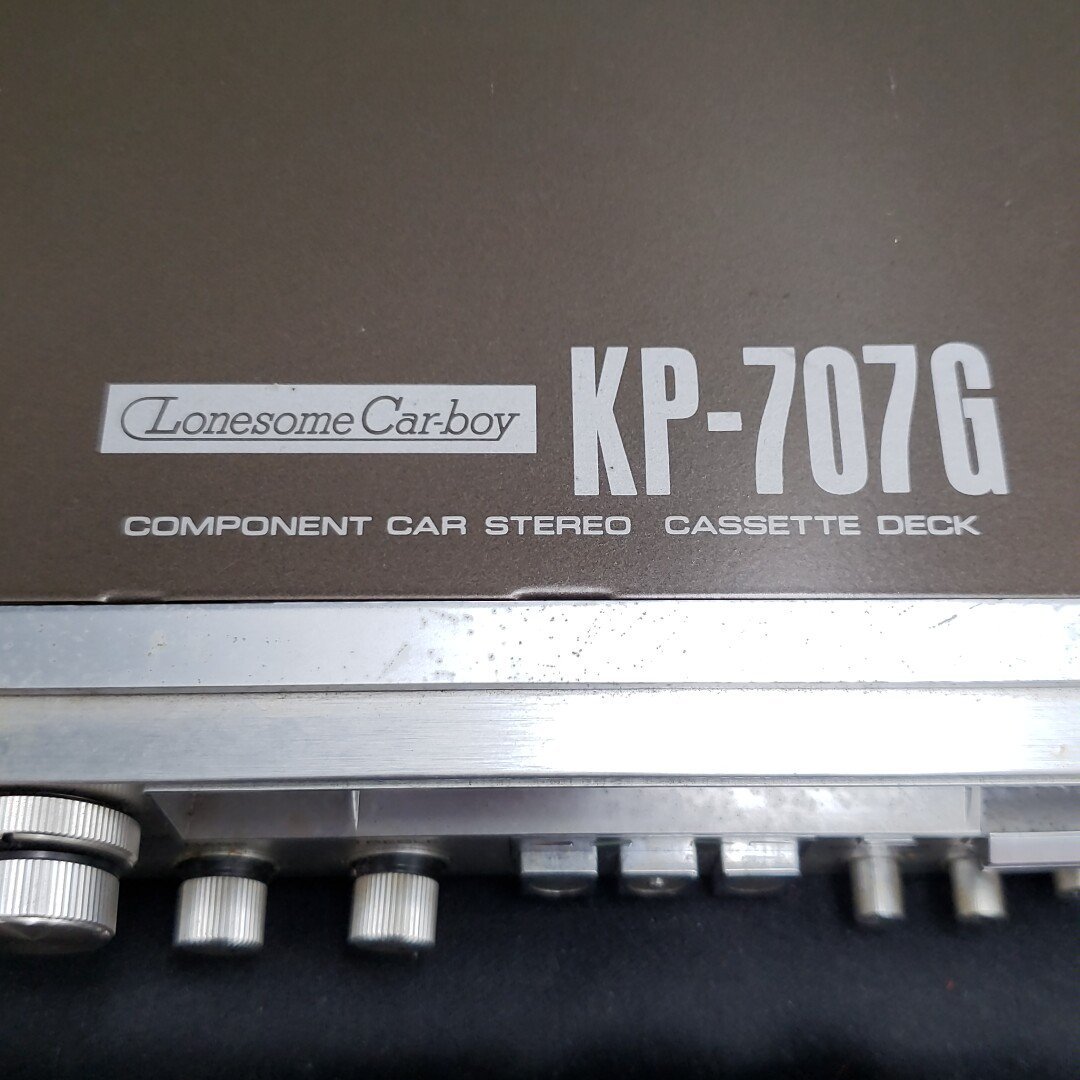 Lonesome Car-boy KP-707G
COMPONENT CAR STEREO CASSETTE DECK